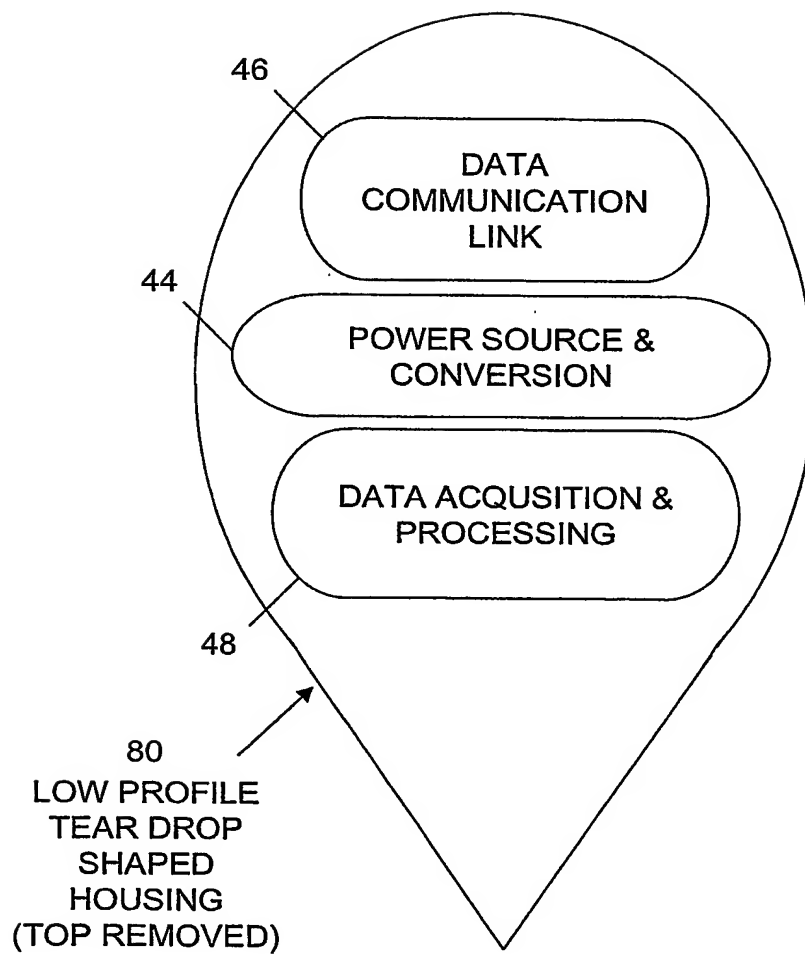 46
DATA
COMMUNICATION
LINK
44
POWER SOURCE &
CONVERSION
DATA ACQUSITION &
PROCESSING
48
80
LOW PROFILE
TEAR DROP
SHAPED
HOUSING
(TOP REMOVED)